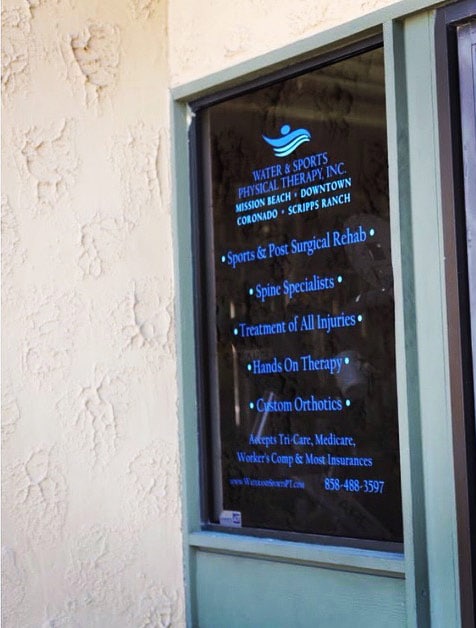 WATER & SPORTS
PHYSICAL THERAPY, INC.
MISSION BEACH • DOWNTOWN
CORONADO • SCRIPPS RANCH
• Sports & Post Surgical Rehab •
• Spine Specialists •
• Treatment of All Injuries •
• Hands On Therapy •
• Custom Orthotics •
Accepts Tri-Care, Medicare,
Worker's Comp & Most Insurances
www.WaterandSportsPT.com 858-488-3597